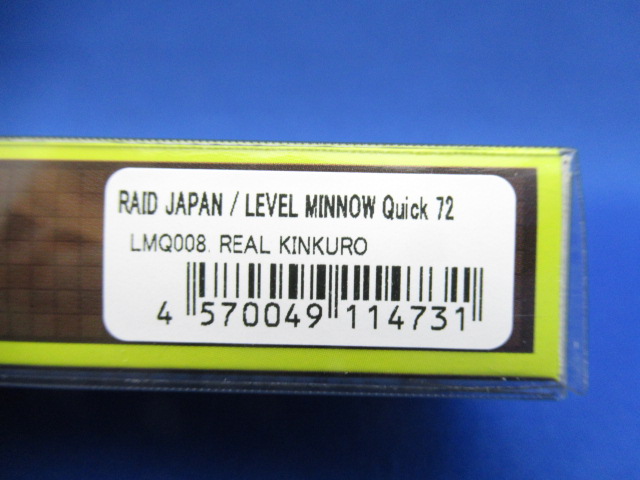 RAID JAPAN / LEVEL MINNOW Quick 72
LMQ008. REAL KINKURO
4 570049 114731